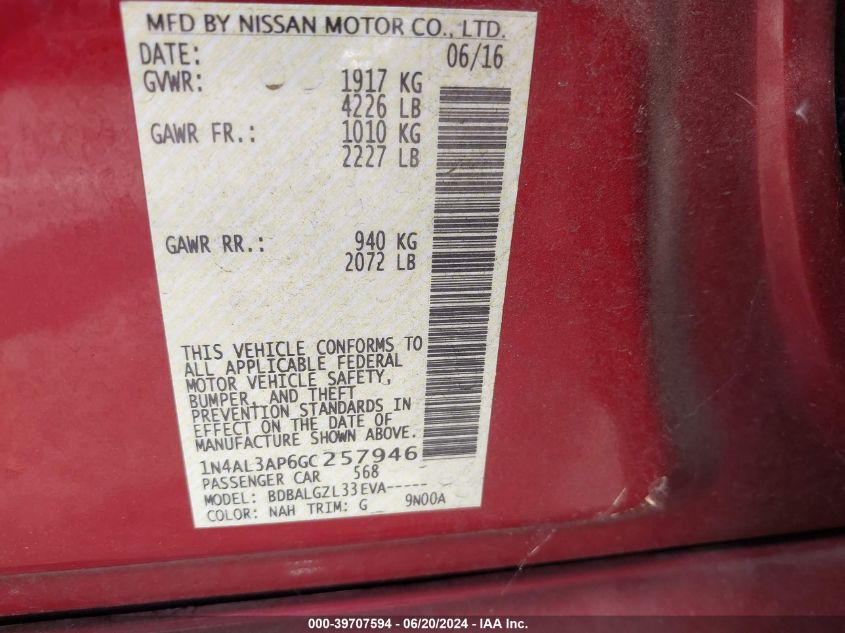 MFD BY NISSAN MOTOR CO., LTD.
DATE: 06/16
GVWR: 1917 KG
4226 LB
GAWR FR.: 1010 KG
2227 LB
GAWR RR.: 940 KG
2072 LB
THIS VEHICLE CONFORMS TO
ALL APPLICABLE FEDERAL
MOTOR VEHICLE SAFETY,
BUMPER, AND THEFT
PREVENTION STANDARDS IN
EFFECT ON THE DATE OF
MANUFACTURE SHOWN ABOVE.
1N4AL3AP6GC257946
PASSENGER CAR 568
MODEL: BDBALGZL33EVA-----
COLOR: NAH TRIM: G 9N00A
000-39707594 — 06/20/2024 — IAA Inc.